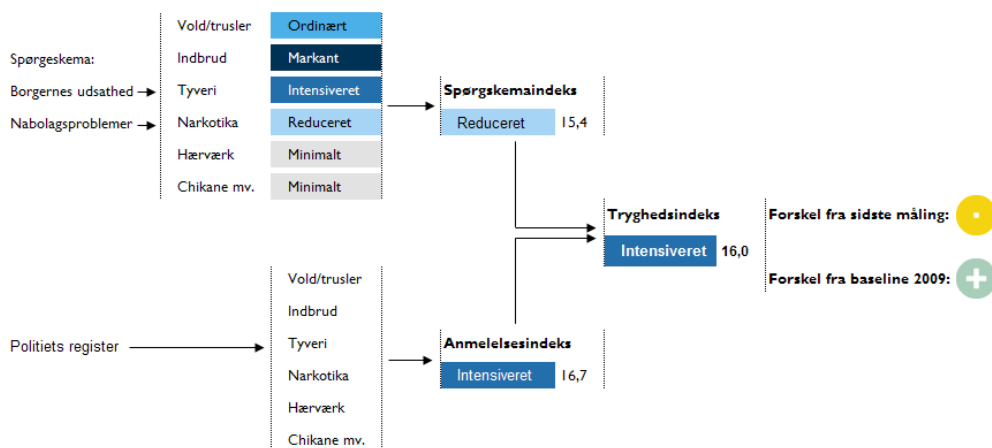 Vold/trusler Ordinært
Spørgeskema:
Indbrud Markant
Borgernes udsathed
Tyveri Intensiveret
Nabolagsproblemer
Narkotika Reduceret
Hærværk Minimalt
Chikane mv. Minimalt
Spørgskemaindeks
Reduceret 15,4
Tryghedsindeks
Intensiveret 16,0
Forskel fra sidste måling:
Forskel fra baseline 2009:
Politiets register
Vold/trusler
Indbrud
Tyveri
Narkotika
Hærværk
Chikane mv.
Anmelelsesindeks
Intensiveret 16,7